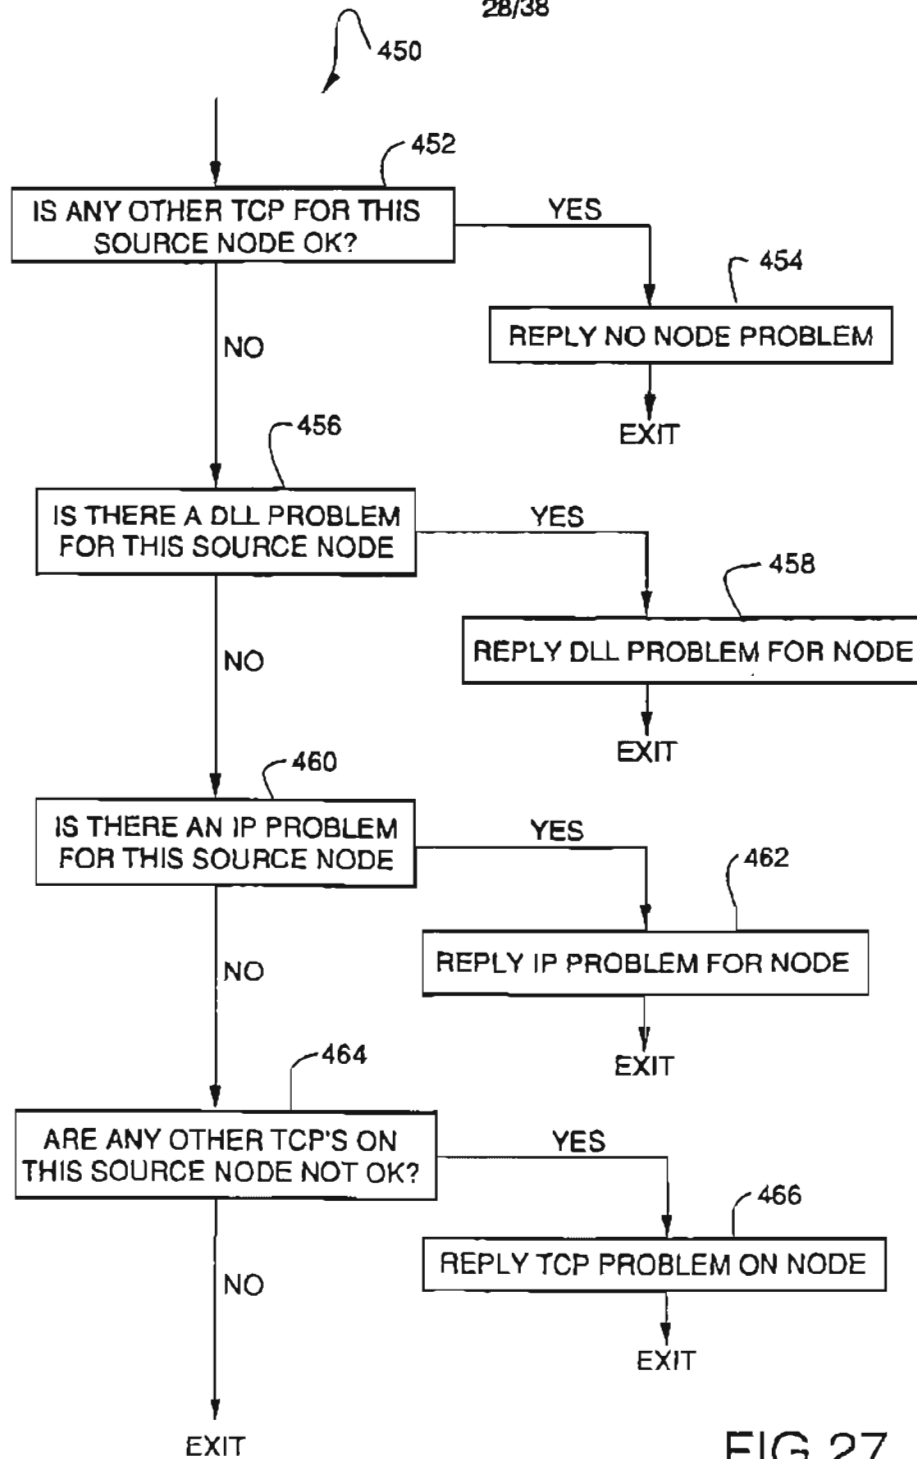 28/38
450
452
IS ANY OTHER TCP FOR THIS
SOURCE NODE OK?
YES
454
REPLY NO NODE PROBLEM
EXIT
NO
456
IS THERE A DLL PROBLEM
FOR THIS SOURCE NODE
YES
458
REPLY DLL PROBLEM FOR NODE
EXIT
NO
460
IS THERE AN IP PROBLEM
FOR THIS SOURCE NODE
YES
462
REPLY IP PROBLEM FOR NODE
EXIT
NO
464
ARE ANY OTHER TCP'S ON
THIS SOURCE NODE NOT OK?
YES
466
REPLY TCP PROBLEM ON NODE
EXIT
NO
EXIT
FIG 27